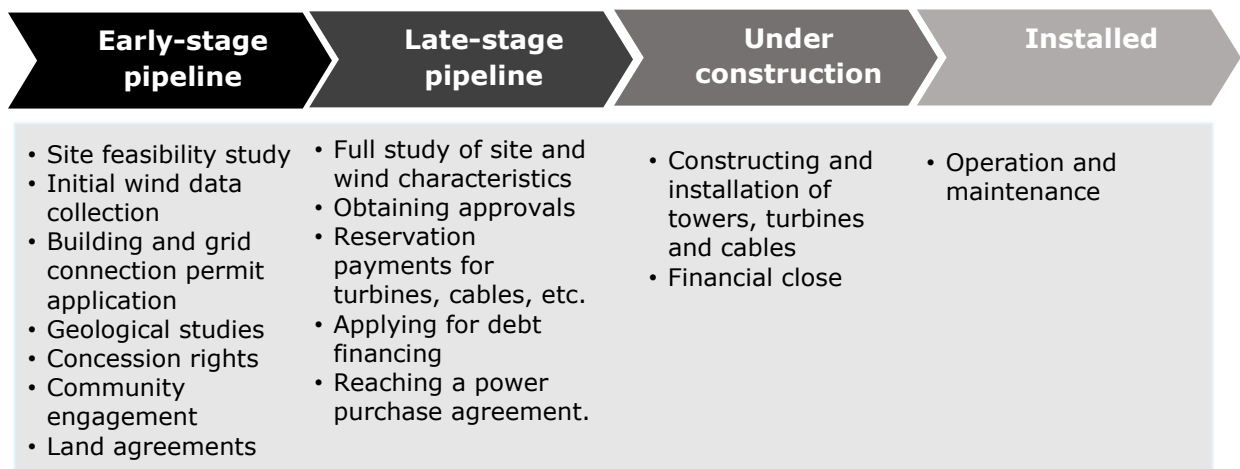 Early-stage
pipeline
Late-stage
pipeline
Under
construction
Installed
• Site feasibility study
• Initial wind data
collection
• Building and grid
connection permit
application
• Geological studies
• Concession rights
• Community
engagement
• Land agreements
• Full study of site and
wind characteristics
• Obtaining approvals
• Reservation
payments for
turbines, cables, etc.
• Applying for debt
financing
• Reaching a power
purchase agreement.
• Constructing and
installation of
towers, turbines
and cables
• Financial close
• Operation and
maintenance